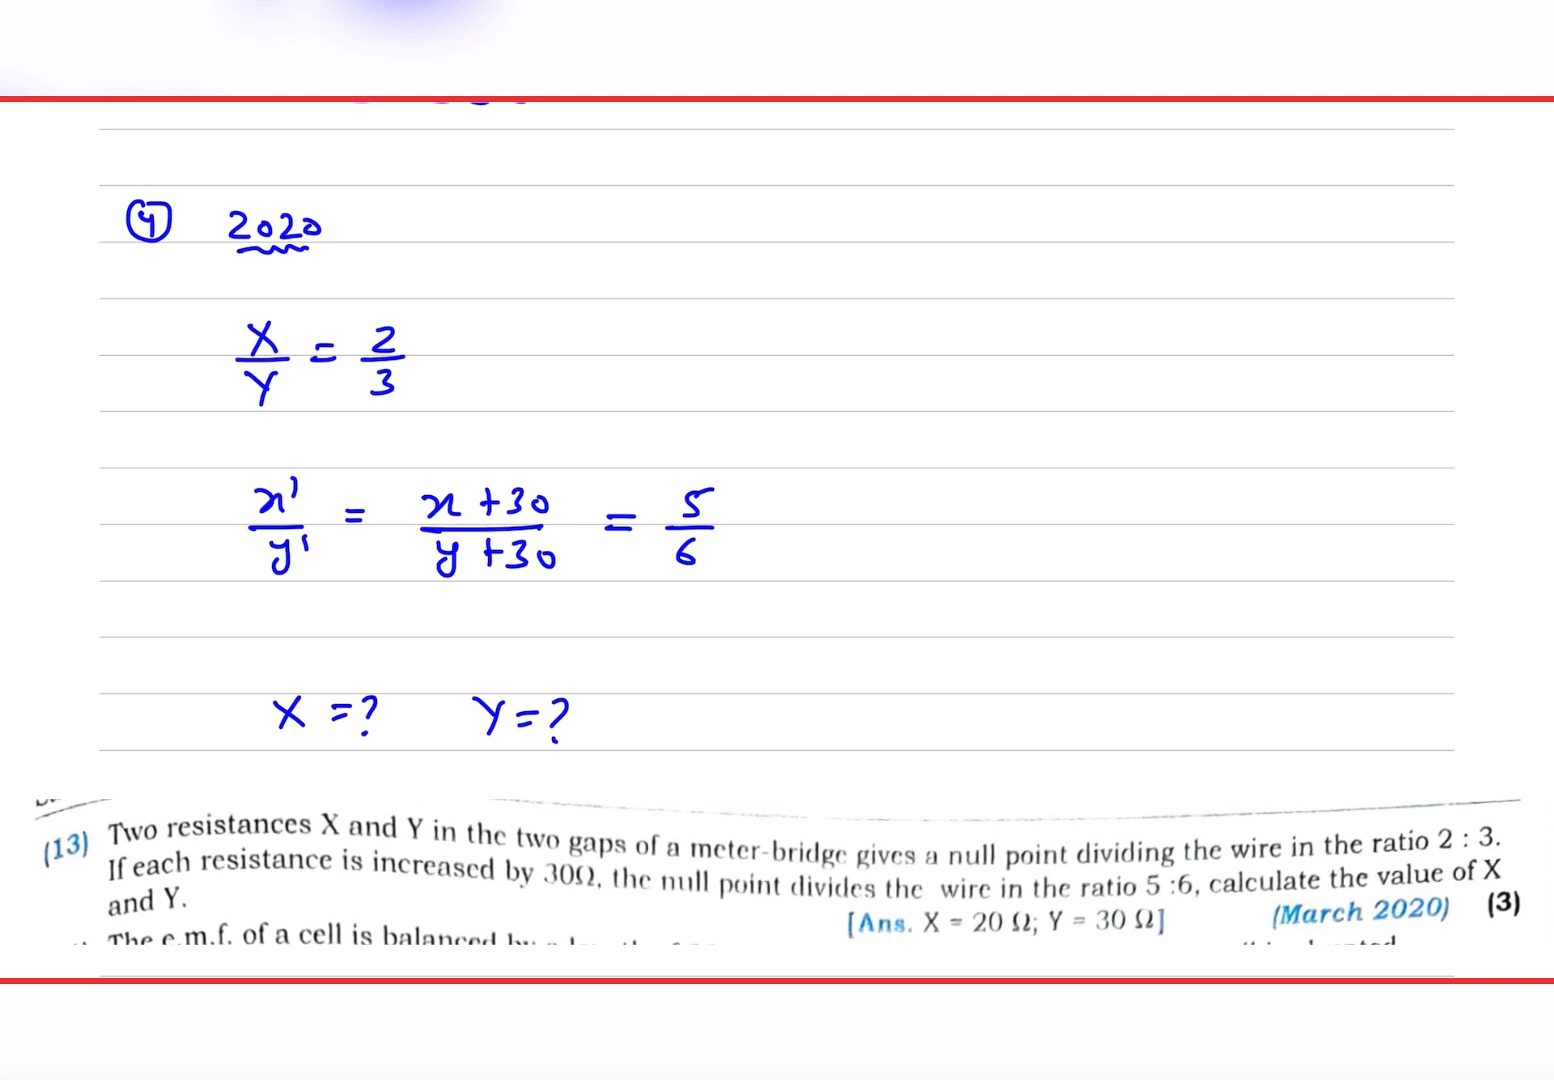 ④ 2020
X/Y = 2/3
x'/y' = x+30/y+30 = 5/6
X = ? Y = ?
(13) Two resistances X and Y in the two gaps of a meter-bridge gives a null point dividing the wire in the ratio 2 : 3.
If each resistance is increased by 30Ω, the null point divides the wire in the ratio 5 :6, calculate the value of X
and Y.
[Ans. X = 20 Ω; Y = 30 Ω] (March 2020) (3)
The e.m.f. of a cell is balanced